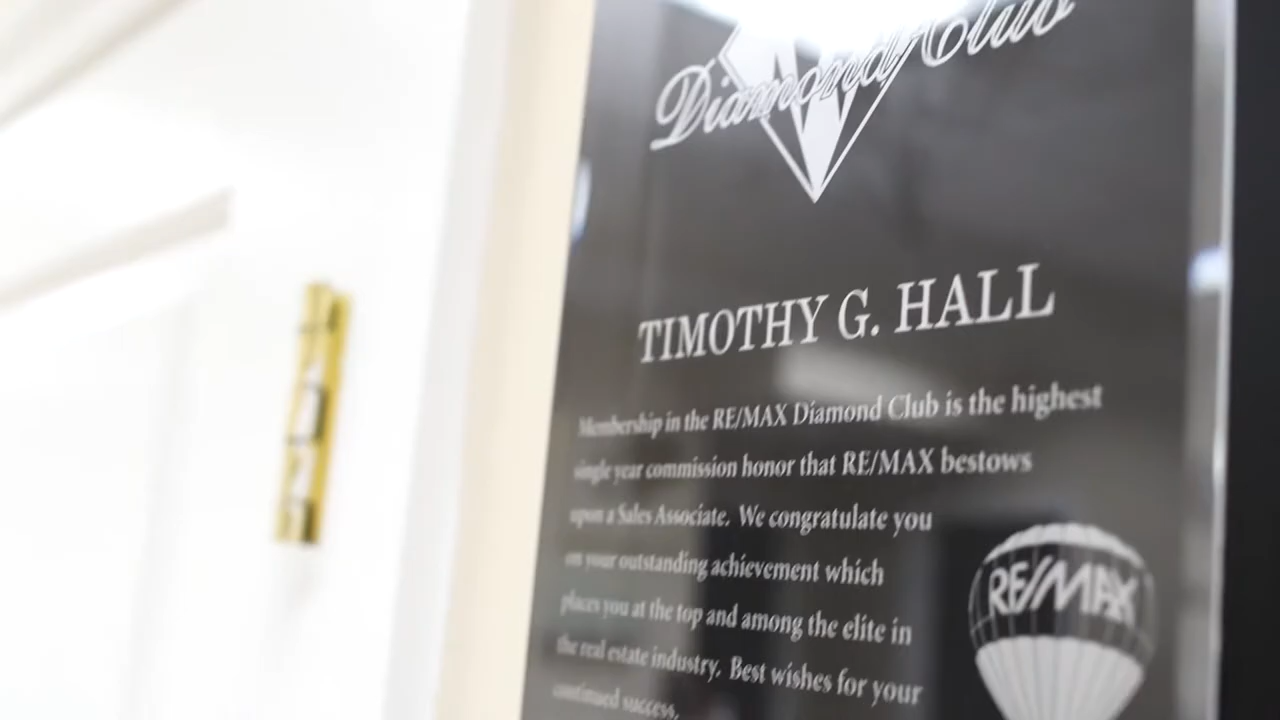 Diamond Club
TIMOTHY G. HALL
Membership in the RE/MAX Diamond Club is the highest
single year commission honor that RE/MAX bestows
upon a Sales Associate. We congratulate you
on your outstanding achievement which
places you at the top and among the elite in
the real estate industry. Best wishes for your
continued success,
RE/MAX